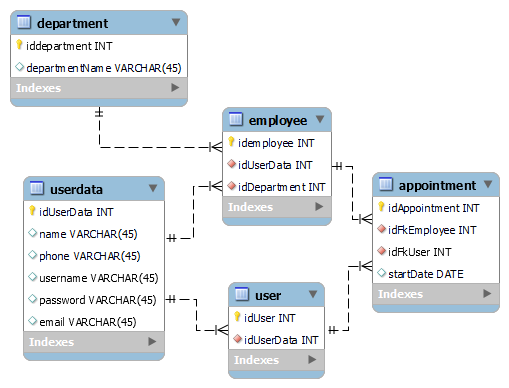 department
iddepartment INT
departmentName VARCHAR(45)
Indexes
employee
idemployee INT
idUserData INT
idDepartment INT
Indexes
userdata
idUserData INT
name VARCHAR(45)
phone VARCHAR(45)
username VARCHAR(45)
password VARCHAR(45)
email VARCHAR(45)
Indexes
appointment
idAppointment INT
idFkEmployee INT
idFkUser INT
startDate DATE
Indexes
user
idUser INT
idUserData INT
Indexes